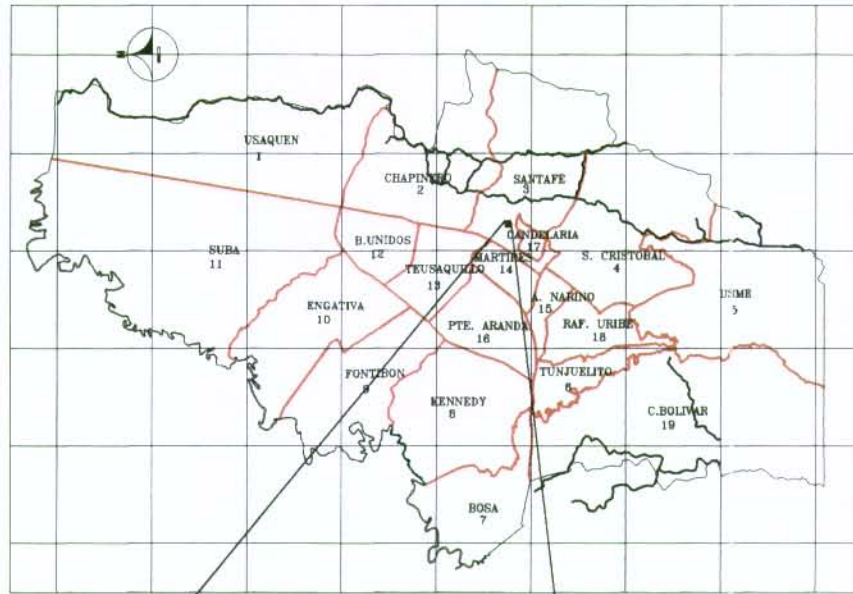 USAQUEN
1
CHAPINERO
2
SANTAFE
3
CANDELARIA
17
B.UNIDOS
12
SUBA
11
MARTIRES
14
TEUSAQUILLO
13
S. CRISTOBAL
4
ENGATIVA
10
A. NARINO
15
USME
5
PTE. ARANDA
16
RAF. URIBE
18
FONTIBON
9
TUNJUELITO
6
KENNEDY
8
C.BOLIVAR
19
BOSA
7